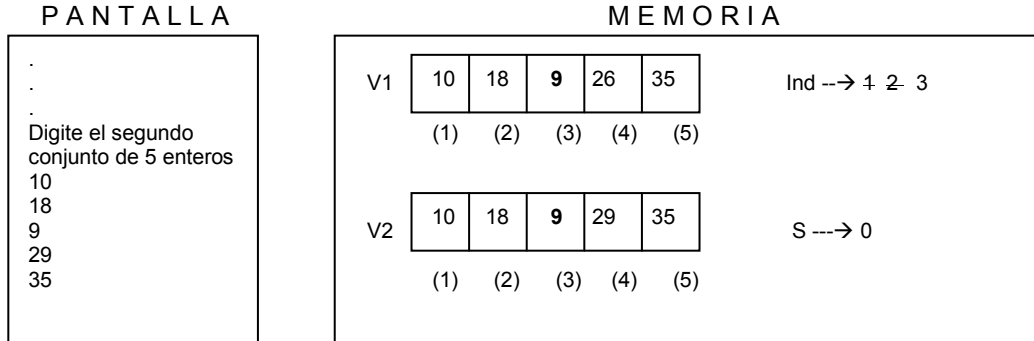 P A N T A L L A
.
.
.
Digite el segundo
conjunto de 5 enteros
10
18
9
29
35
M E M O R I A
V1 10 18 9 26 35 Ind --→ 1 2 3
(1) (2) (3) (4) (5)
V2 10 18 9 29 35 S ---→ 0
(1) (2) (3) (4) (5)